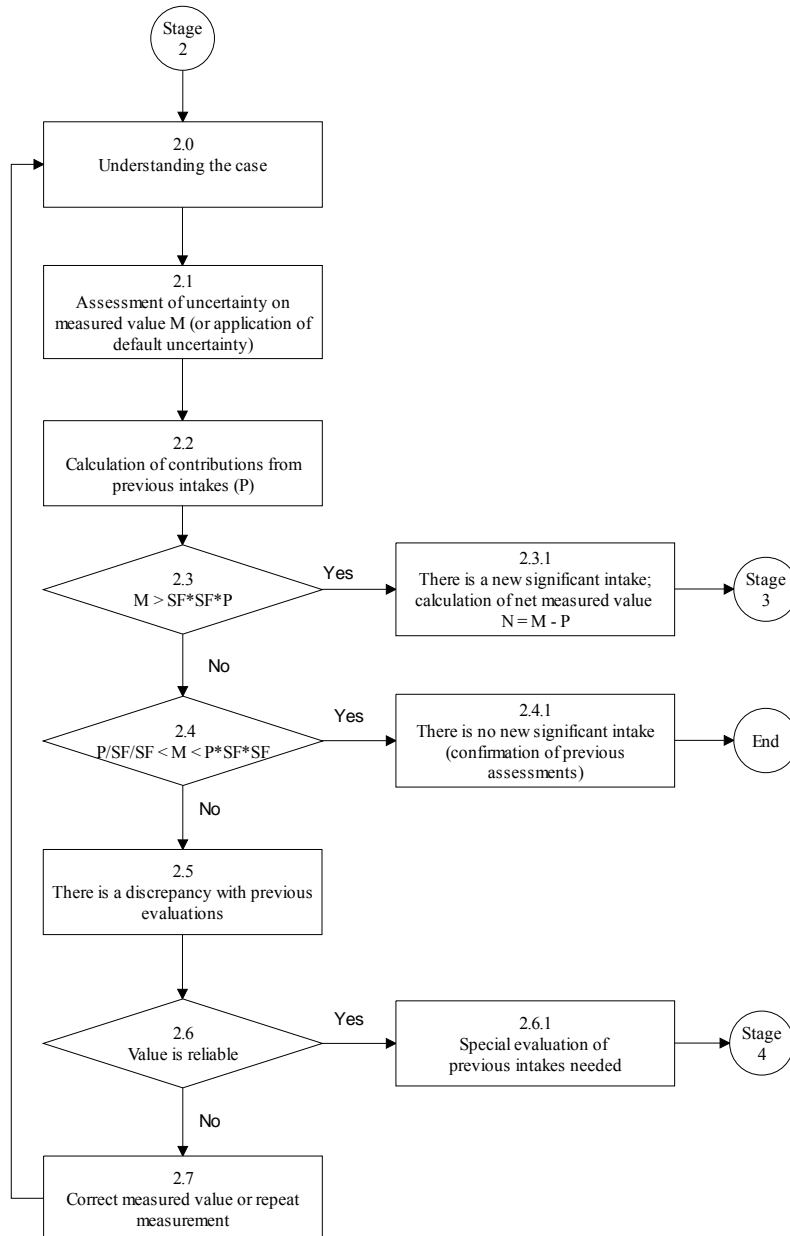 Stage
2
2.0
Understanding the case
2.1
Assessment of uncertainty on
measured value M (or application of
default uncertainty)
2.2
Calculation of contributions from
previous intakes (P)
2.3
M > SF*SF*P
Yes
2.3.1
There is a new significant intake;
calculation of net measured value
N = M - P
Stage
3
No
2.4
P/SF/SF < M < P*SF*SF
Yes
2.4.1
There is no new significant intake
(confirmation of previous
assessments)
End
No
2.5
There is a discrepancy with previous
evaluations
2.6
Value is reliable
Yes
2.6.1
Special evaluation of
previous intakes needed
Stage
4
No
2.7
Correct measured value or repeat
measurement